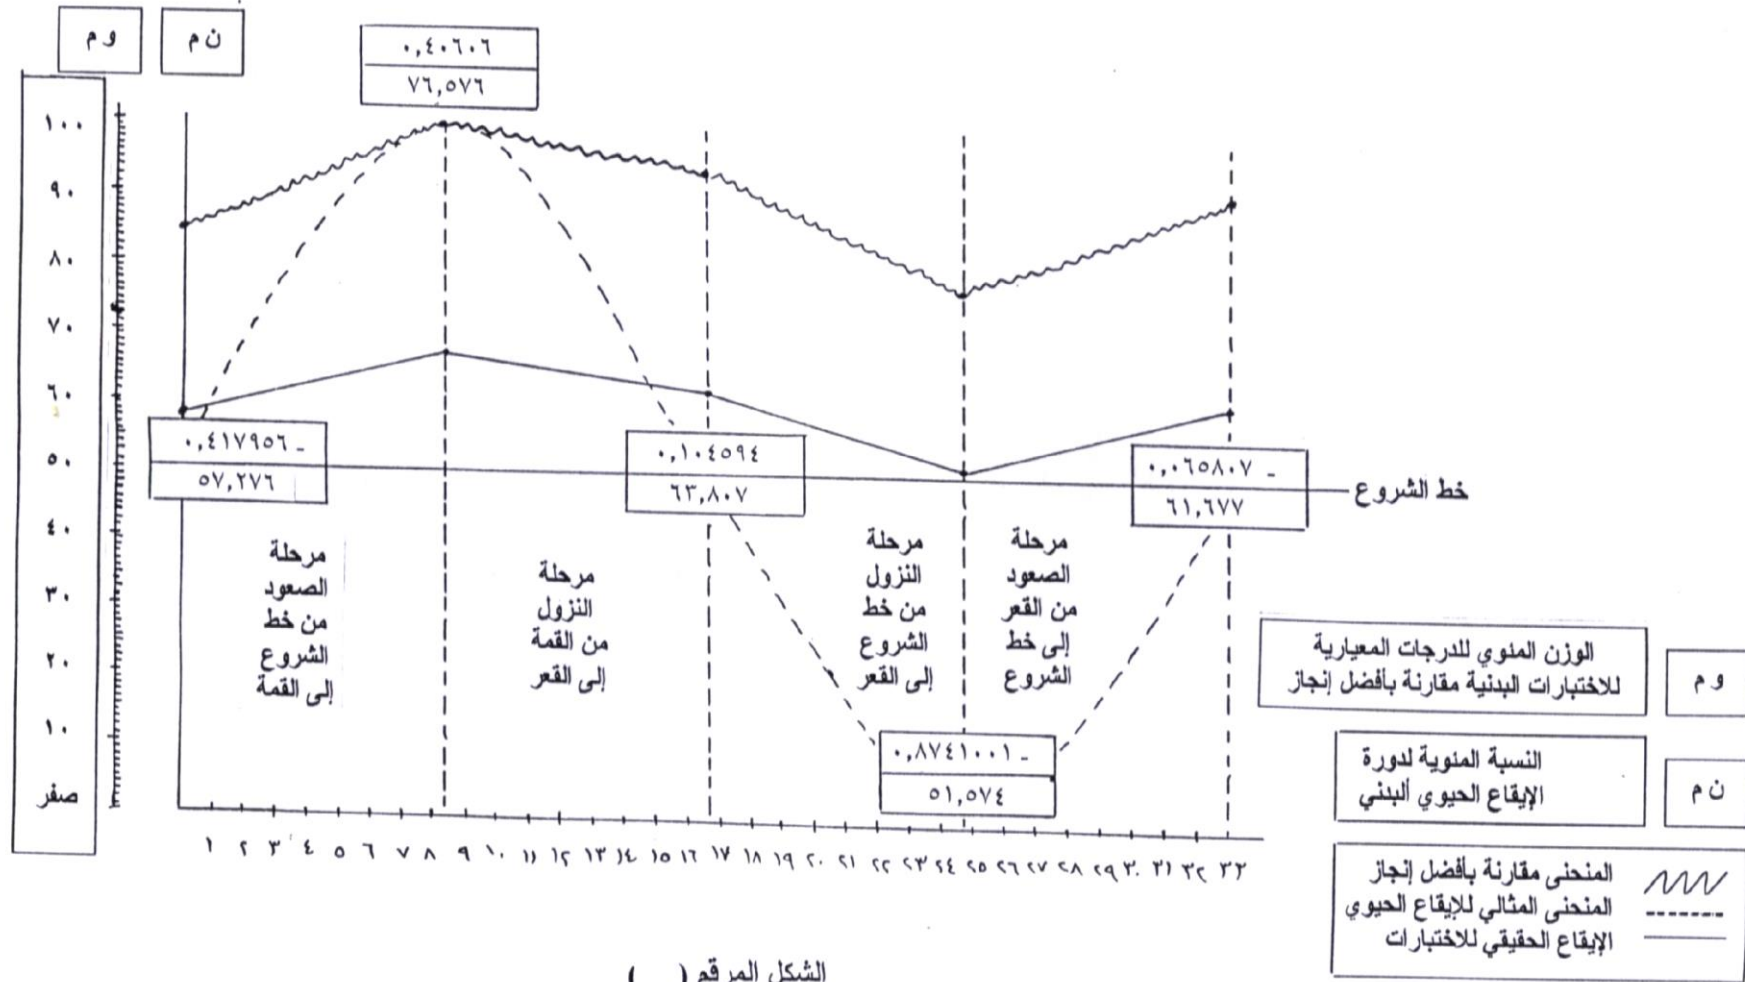 و م
ن م
٠,٤٠٦٠٦
٧٦,٥٧٦
١٠٠
٩٠
٨٠
٧٠
٦٠
٥٠
٤٠
٣٠
٢٠
١٠
صفر
٠,٤١٧٩٥٦ -
٥٧,٢٧٦
٠,١٠٤٥٩٤
٦٣,٨٠٧
٠,٠٦٥٨٠٧ -
٦١,٦٧٧
خط الشروع
مرحلة
الصعود
من خط
الشروع
إلى القمة
مرحلة
النزول
من القمة
إلى القعر
مرحلة
النزول
من خط
الشروع
إلى القعر
مرحلة
الصعود
من القعر
إلى خط
الشروع
٠,٨٧٤١٠٠١ -
٥١,٥٧٤
١ ٢ ٣ ٤ ٥ ٦ ٧ ٨ ٩ ١٠ ١١ ١٢ ١٣ ١٤ ١٥ ١٦ ١٧ ١٨ ١٩ ٢٠ ٢١ ٢٢ ٢٣ ٢٤ ٢٥ ٢٦ ٢٧ ٢٨ ٢٩ ٣٠ ٣١ ٣٢ ٣٣
و م
الوزن المئوي للدرجات المعيارية
للاختبارات البدنية مقارنة بأفضل إنجاز
ن م
النسبة المئوية لدورة
الإيقاع الحيوي ألبدني
المنحنى مقارنة بأفضل إنجاز
المنحنى المثالي للإيقاع الحيوي
الإيقاع الحقيقي للاختبارات
الشكل المرقم ( )